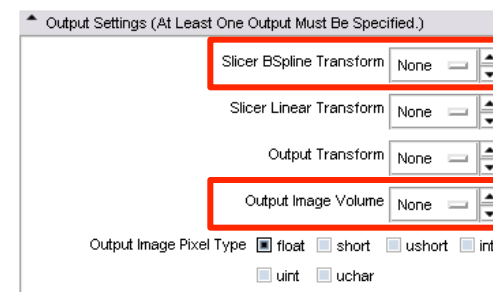 Output Settings (At Least One Output Must Be Specified.)
Slicer BSpline Transform None
Slicer Linear Transform None
Output Transform None
Output Image Volume None
Output Image Pixel Type float short ushort int
uint uchar